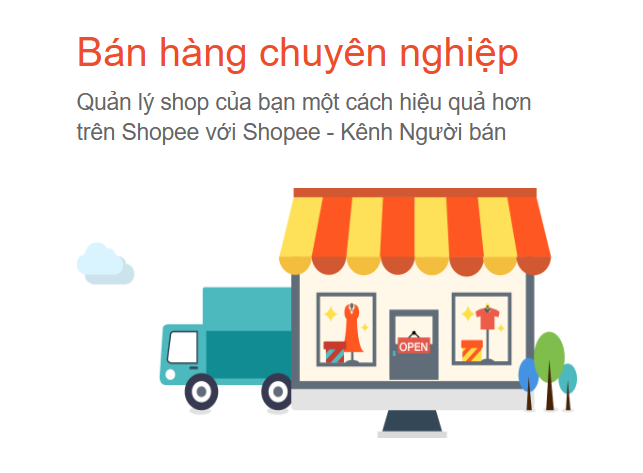 Bán hàng chuyên nghiệp
Quản lý shop của bạn một cách hiệu quả hơn
trên Shopee với Shopee - Kênh Người bán
OPEN